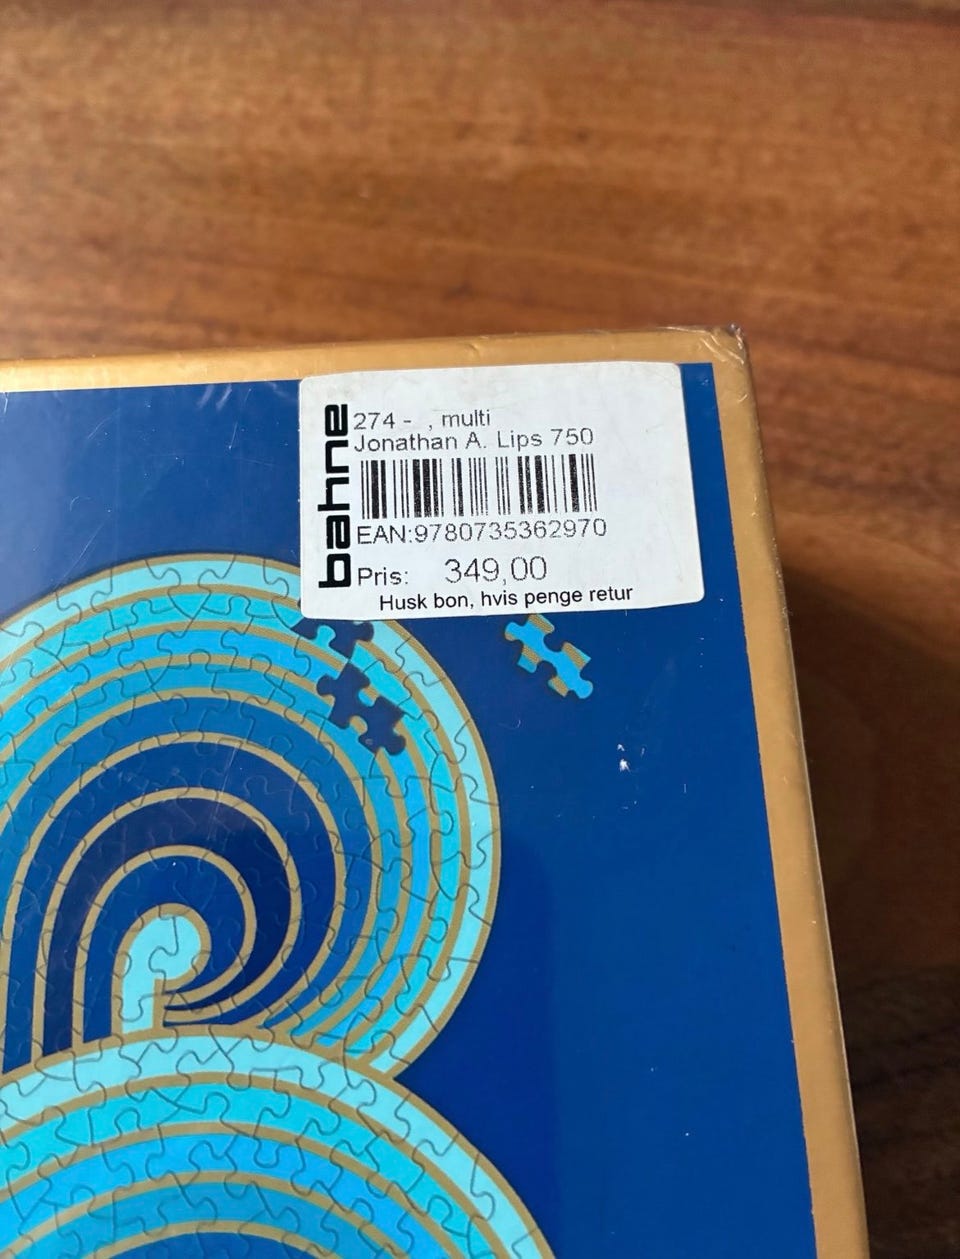 bahne
274 - , multi
Jonathan A. Lips 750
EAN:9780735362970
Pris: 349,00
Husk bon, hvis penge retur